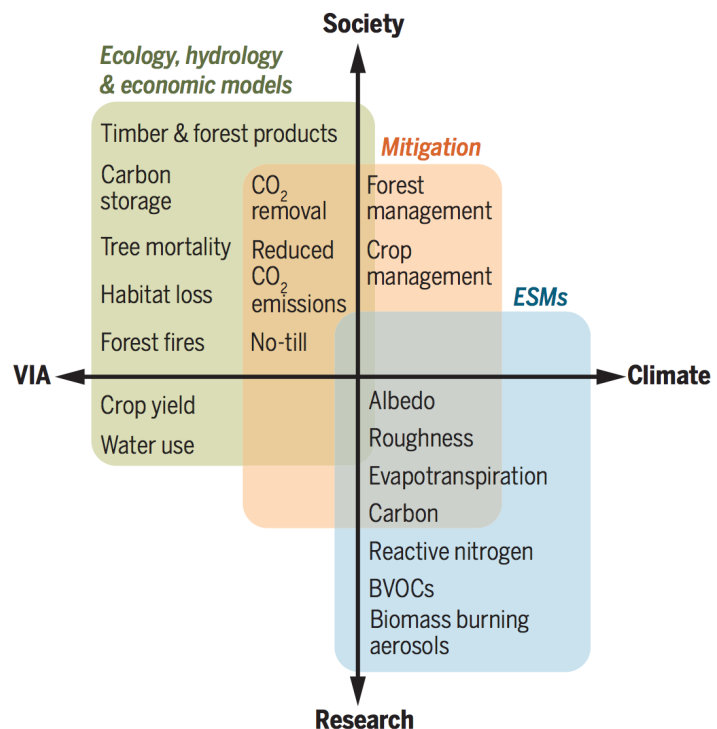 Society
Ecology, hydrology
& economic models
Timber & forest products
Mitigation
Carbon
storage
CO2
removal
Forest
management
Tree mortality
Reduced
CO2
emissions
Crop
management
Habitat loss
ESMs
Forest fires
No-till
VIA
Climate
Crop yield
Water use
Albedo
Roughness
Evapotranspiration
Carbon
Reactive nitrogen
BVOCs
Biomass burning
aerosols
Research